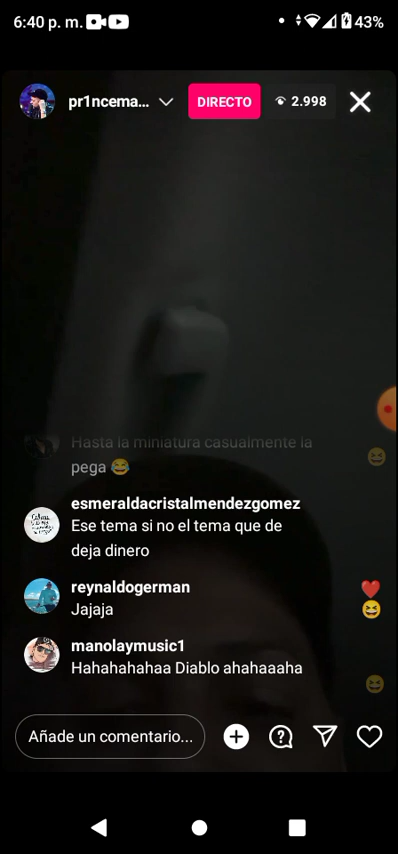 6:40 p. m.
43%
pr1ncema...
DIRECTO
2.998
Hasta la miniatura casualmente la
pega 😂
esmeraldacristalmendezgomez
Ese tema si no el tema que de
deja dinero
reynaldogerman
Jajaja
manolaymusic1
Hahahahahaa Diablo ahahaaaha
Añade un comentario...